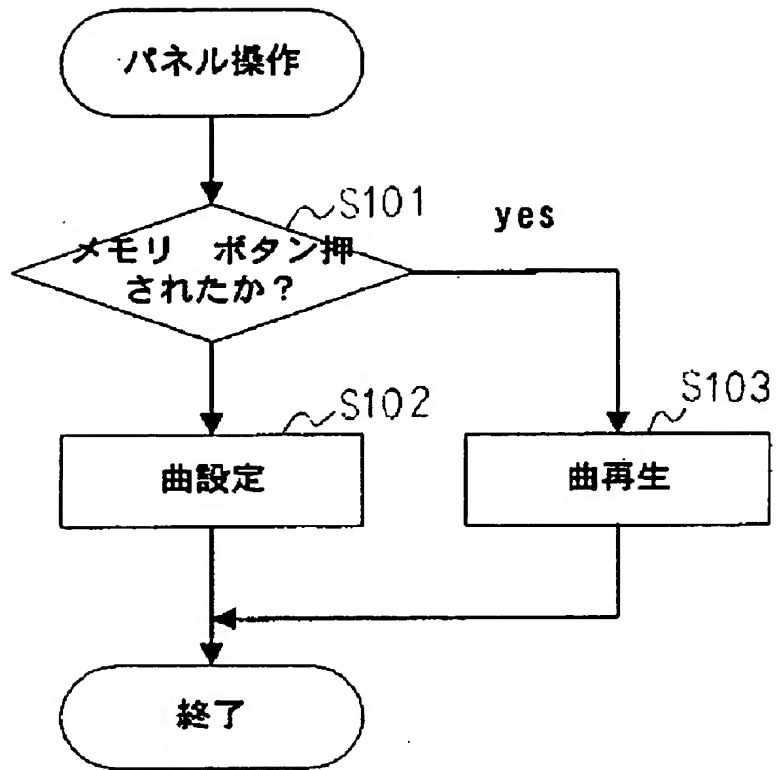 パネル操作
S101
yes
メモリ ボタン押
されたか?
S102
S103
曲設定
曲再生
終了